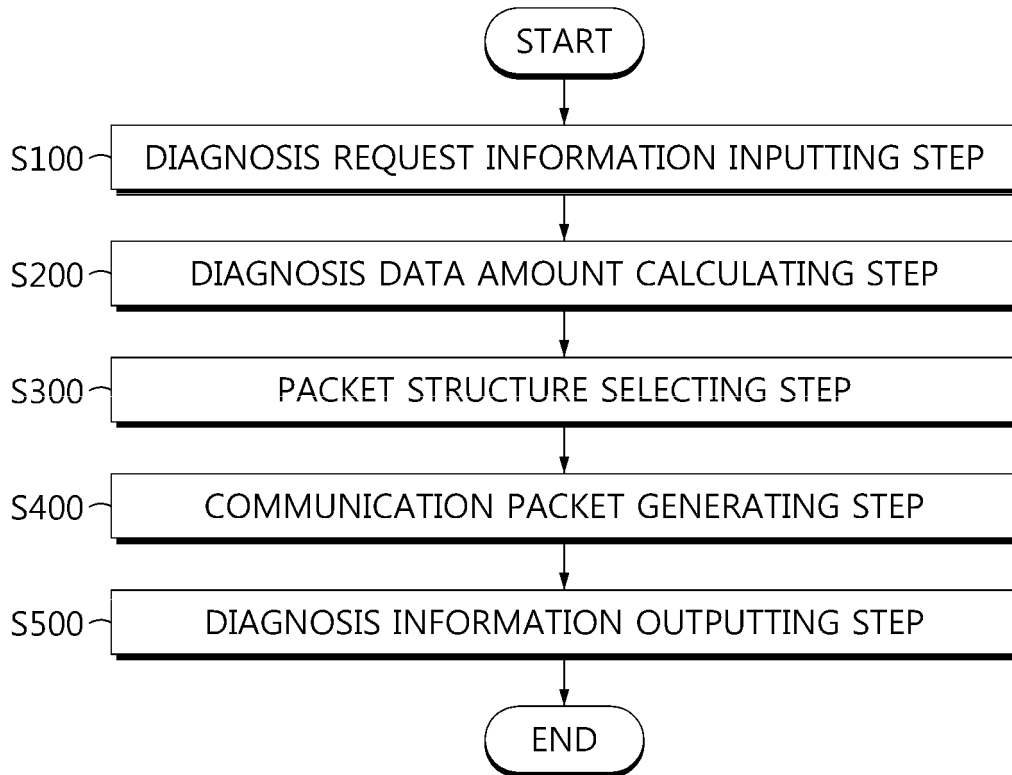 START
S100 DIAGNOSIS REQUEST INFORMATION INPUTTING STEP
S200 DIAGNOSIS DATA AMOUNT CALCULATING STEP
S300 PACKET STRUCTURE SELECTING STEP
S400 COMMUNICATION PACKET GENERATING STEP
S500 DIAGNOSIS INFORMATION OUTPUTTING STEP
END